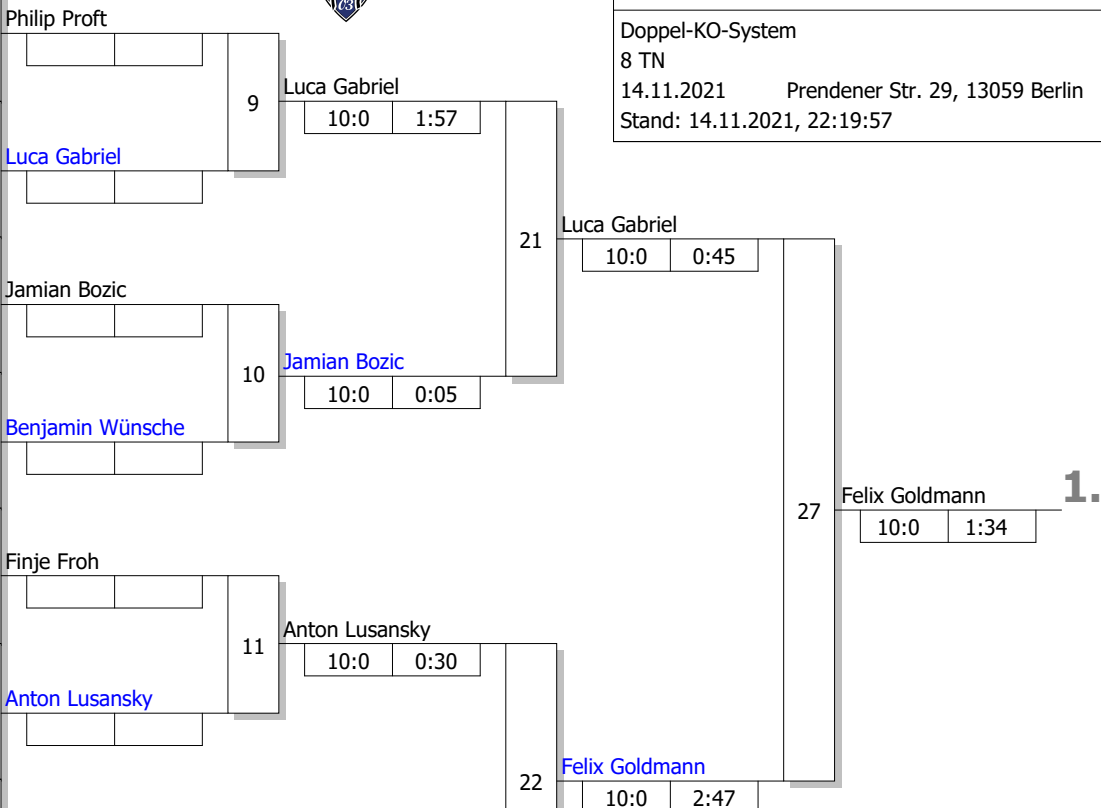 Philip Proft
Doppel-KO-System
8 TN
14.11.2021 Prendener Str. 29, 13059 Berlin
Stand: 14.11.2021, 22:19:57
9
Luca Gabriel
10:0 1:57
Luca Gabriel
21
Luca Gabriel
10:0 0:45
Jamian Bozic
10
Jamian Bozic
10:0 0:05
Benjamin Wünsche
27
Felix Goldmann
1.
10:0 1:34
Finje Froh
11
Anton Lusansky
10:0 0:30
Anton Lusansky
22
Felix Goldmann
10:0 2:47